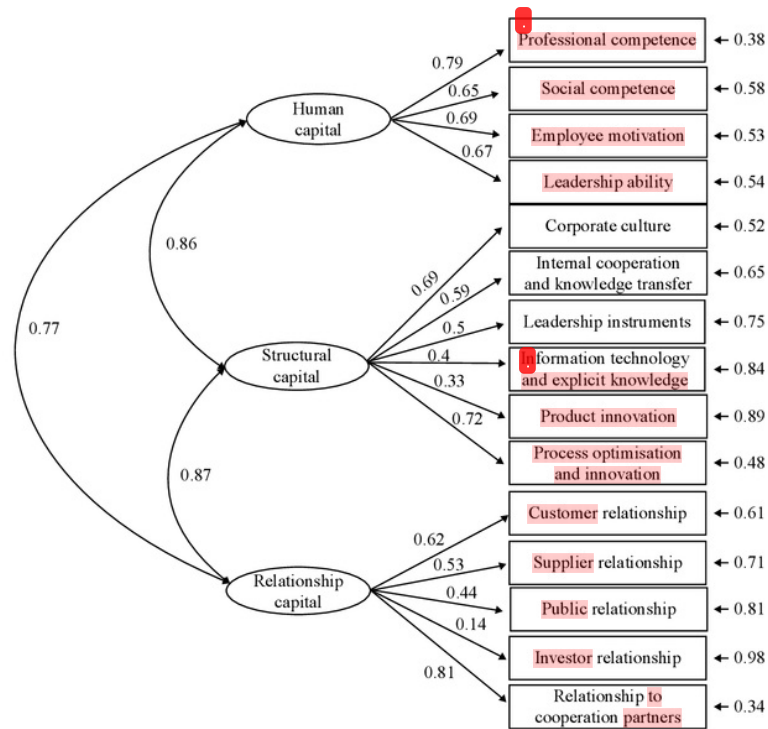 Professional competence
0.38
0.79
Social competence
0.58
0.65
Human
capital
0.69
Employee motivation
0.53
0.67
Leadership ability
0.54
Corporate culture
0.52
0.86
Internal cooperation
and knowledge transfer
0.65
0.69
0.59
Leadership instruments
0.75
0.77
0.5
Structural
capital
0.4
Information technology
and explicit knowledge
0.84
0.33
Product innovation
0.89
0.72
Process optimisation
and innovation
0.48
0.87
Customer relationship
0.61
0.62
Supplier relationship
0.71
0.53
Relationship
capital
0.44
Public relationship
0.81
0.14
Investor relationship
0.98
0.81
Relationship to
cooperation partners
0.34